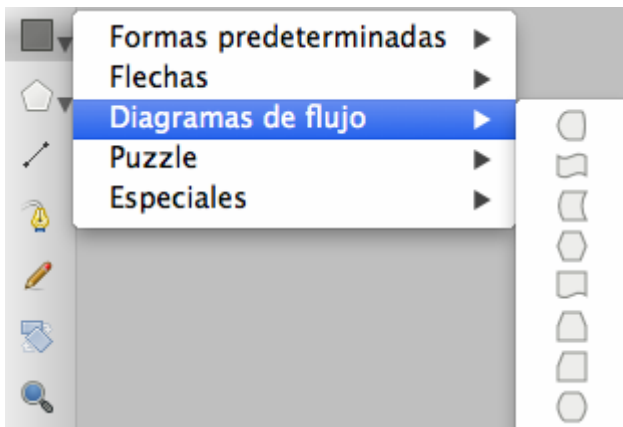 Formas predeterminadas
Flechas
Diagramas de flujo
Puzzle
Especiales